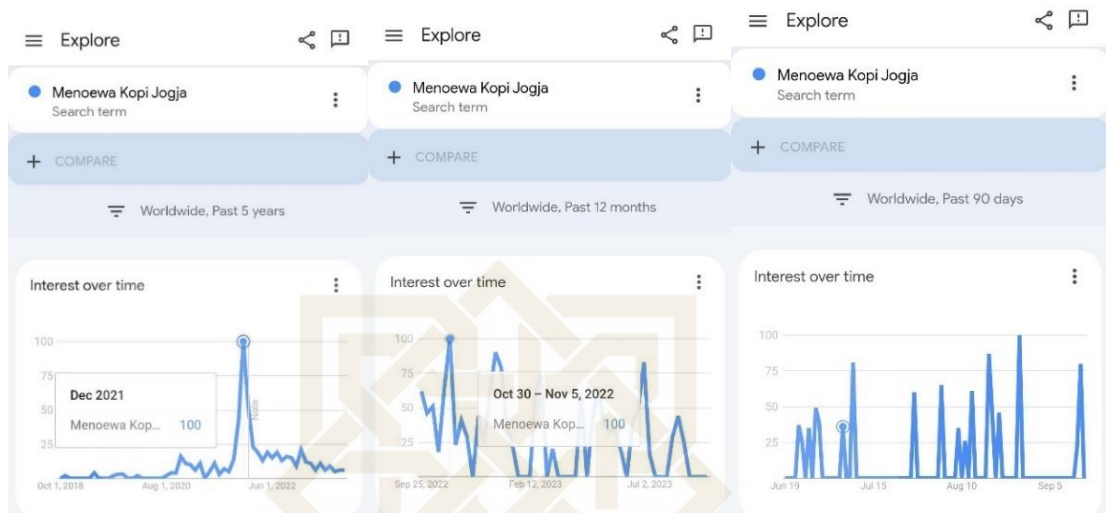 Explore
Menoewa Kopi Jogja
Search term
+ COMPARE
Worldwide, Past 5 years
Interest over time
100
75
50
25
Dec 2021
Menoewa Kop... 100
Note
Oct 1, 2018 Aug 1, 2020 Jun 1, 2022
Explore
Menoewa Kopi Jogja
Search term
+ COMPARE
Worldwide, Past 12 months
Interest over time
100
75
50
25
Oct 30 – Nov 5, 2022
Menoewa Kop... 100
Sep 25, 2022 Feb 12, 2023 Jul 2, 2023
Explore
Menoewa Kopi Jogja
Search term
+ COMPARE
Worldwide, Past 90 days
Interest over time
100
75
50
25
Jun 19 Jul 15 Aug 10 Sep 5